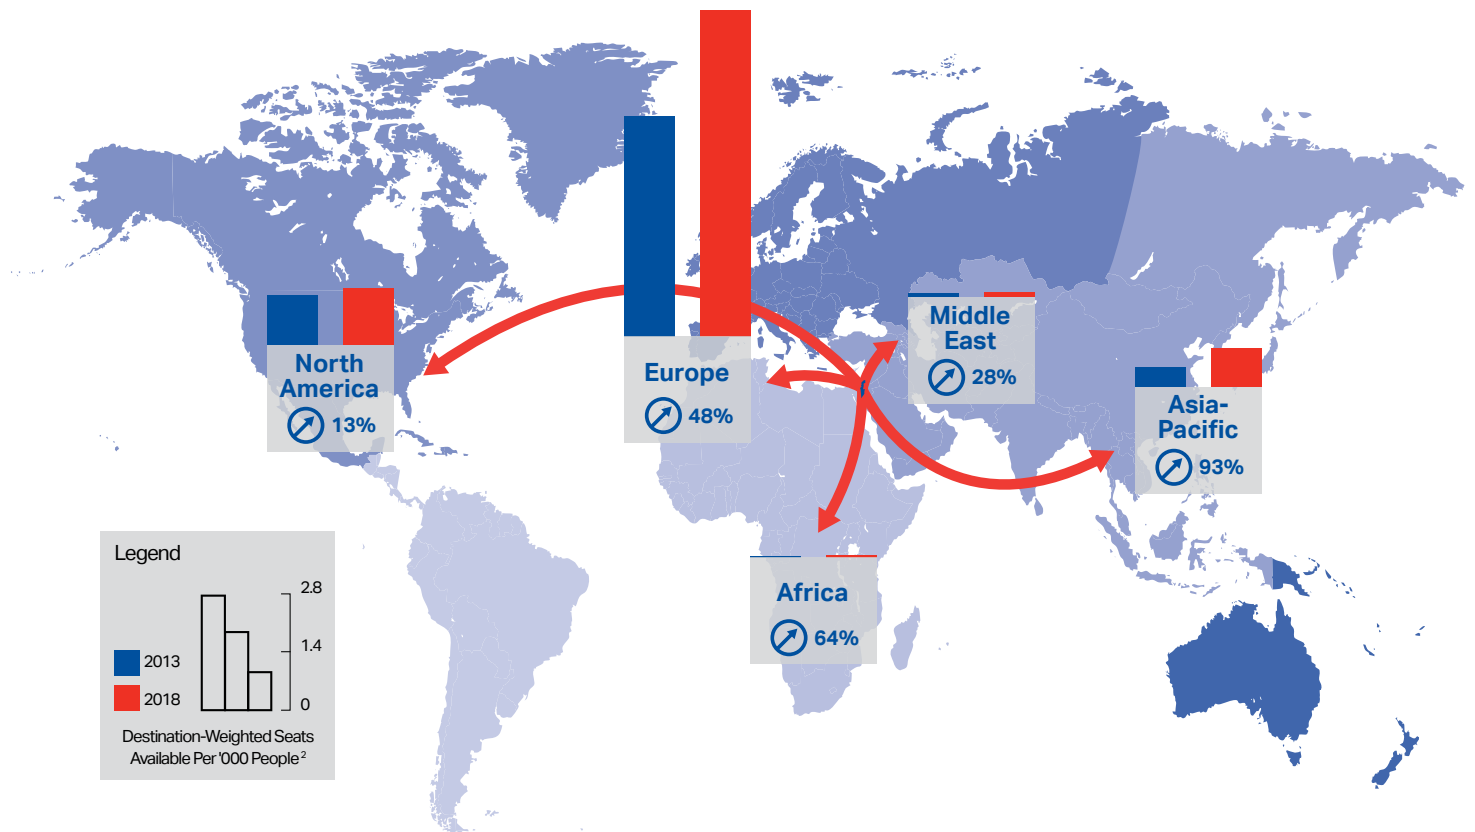 North
America
13%
Europe
48%
Middle
East
28%
Asia-
Pacific
93%
Africa
64%
Legend
2.8
1.4
0
2013
2018
Destination-Weighted Seats
Available Per '000 People²